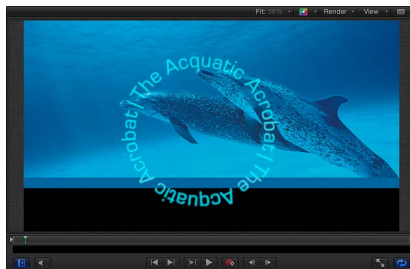 Fit: 56% Render View
The Acquatic Acrobat | The Acquatic Acrobat |